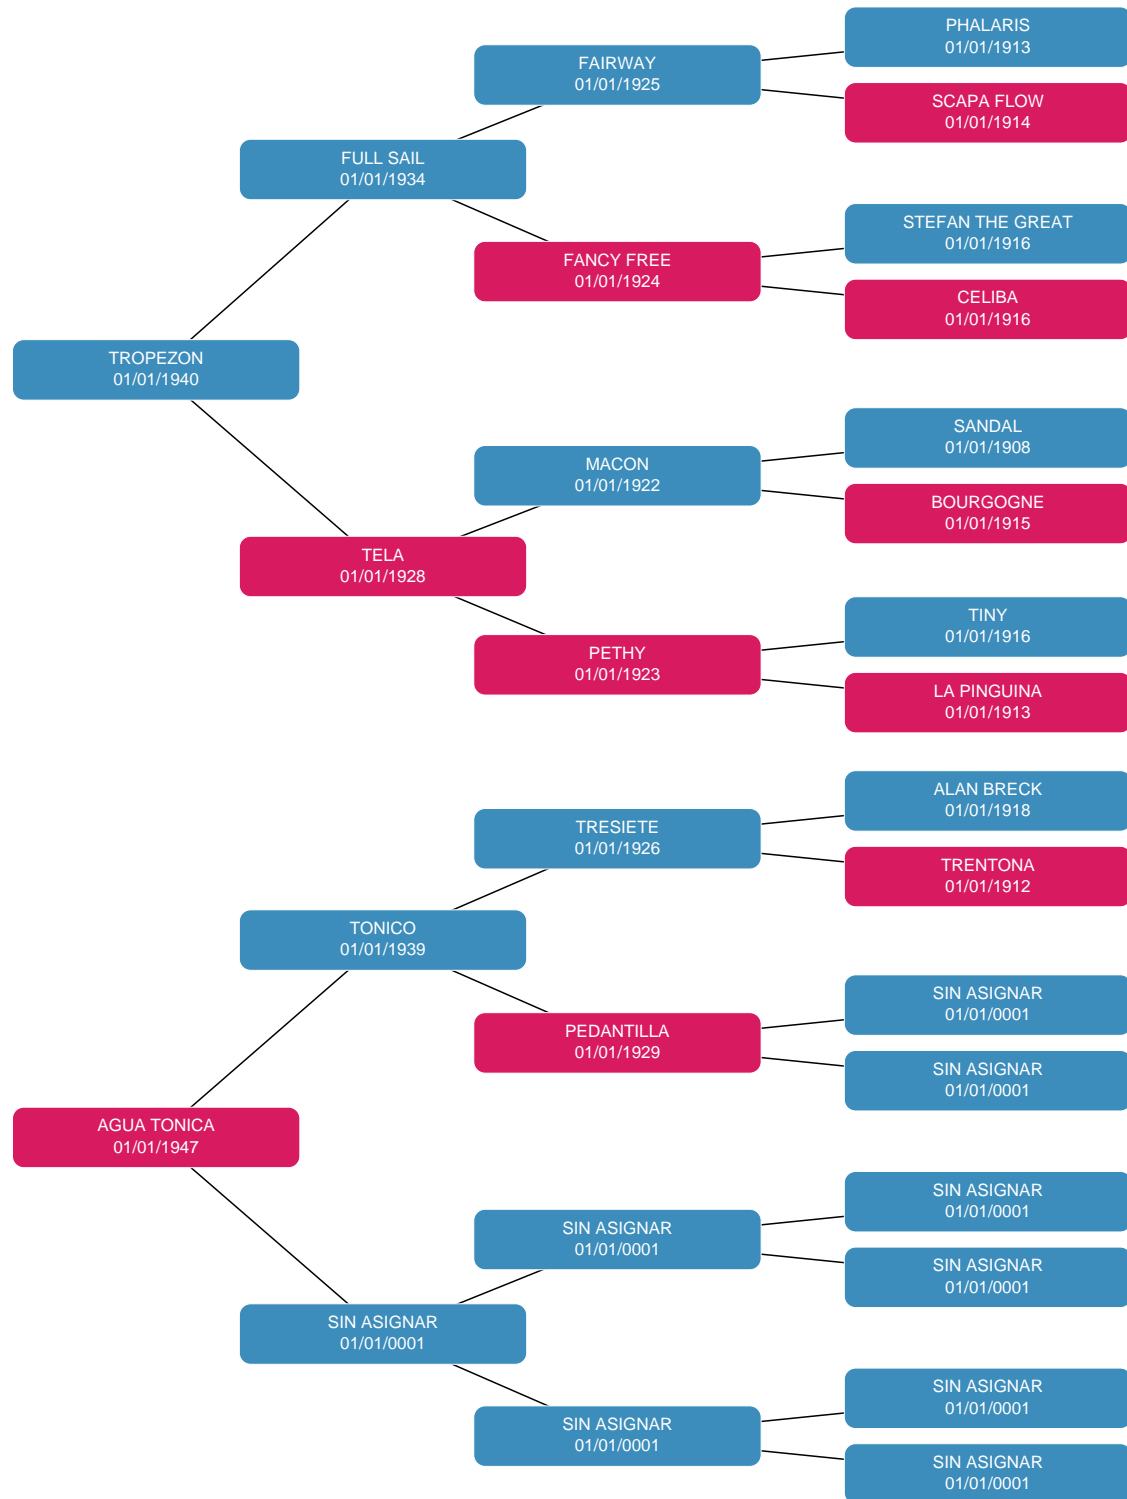 PHALARIS
01/01/1913
FAIRWAY
01/01/1925
SCAPA FLOW
01/01/1914
FULL SAIL
01/01/1934
STEFAN THE GREAT
01/01/1916
FANCY FREE
01/01/1924
CELIBA
01/01/1916
TROPEZON
01/01/1940
SANDAL
01/01/1908
MACON
01/01/1922
BOURGOGNE
01/01/1915
TELA
01/01/1928
TINY
01/01/1916
PETHY
01/01/1923
LA PINGUINA
01/01/1913
ALAN BRECK
01/01/1918
TRESIETE
01/01/1926
TRENTONA
01/01/1912
TONICO
01/01/1939
SIN ASIGNAR
01/01/0001
PEDANTILLA
01/01/1929
SIN ASIGNAR
01/01/0001
AGUA TONICA
01/01/1947
SIN ASIGNAR
01/01/0001
SIN ASIGNAR
01/01/0001
SIN ASIGNAR
01/01/0001
SIN ASIGNAR
01/01/0001
SIN ASIGNAR
01/01/0001
SIN ASIGNAR
01/01/0001
SIN ASIGNAR
01/01/0001